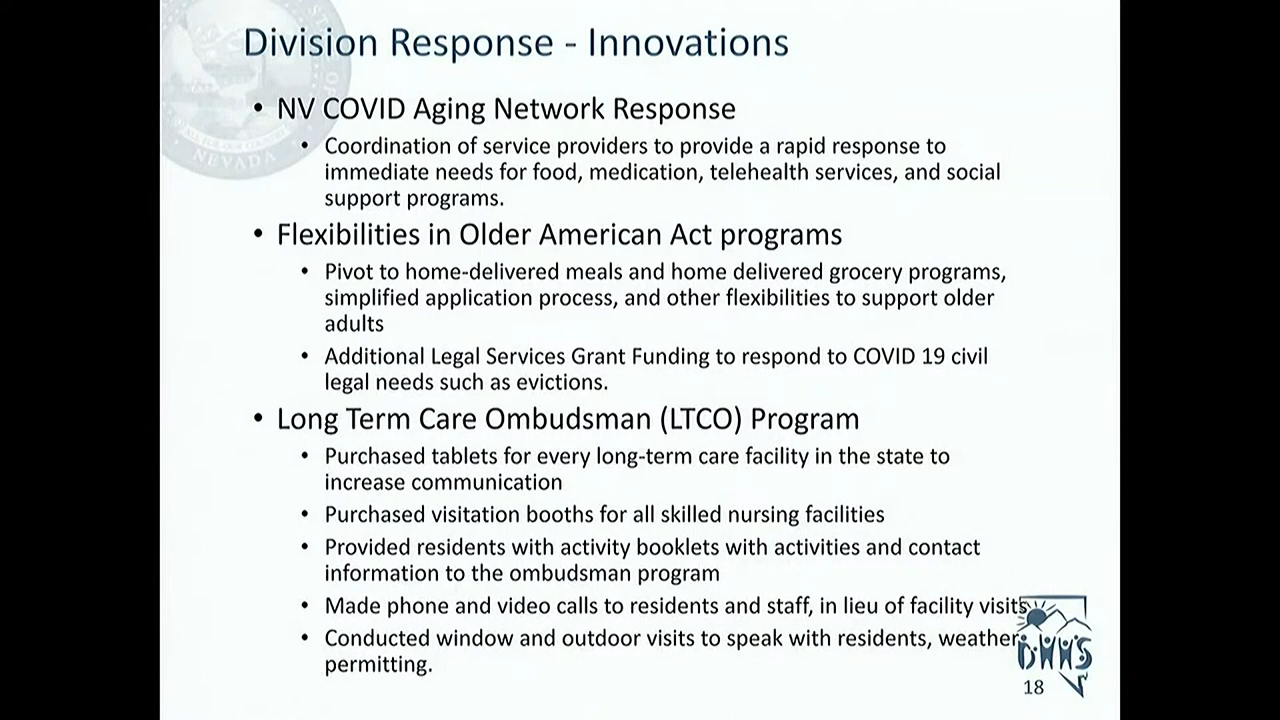 Division Response - Innovations
• NV COVID Aging Network Response
• Coordination of service providers to provide a rapid response to
immediate needs for food, medication, telehealth services, and social
support programs.
• Flexibilities in Older American Act programs
• Pivot to home-delivered meals and home delivered grocery programs,
simplified application process, and other flexibilities to support older
adults
• Additional Legal Services Grant Funding to respond to COVID 19 civil
legal needs such as evictions.
• Long Term Care Ombudsman (LTCO) Program
• Purchased tablets for every long-term care facility in the state to
increase communication
• Purchased visitation booths for all skilled nursing facilities
• Provided residents with activity booklets with activities and contact
information to the ombudsman program
• Made phone and video calls to residents and staff, in lieu of facility visits
• Conducted window and outdoor visits to speak with residents, weather
permitting.
NEVADA
DHHS
18